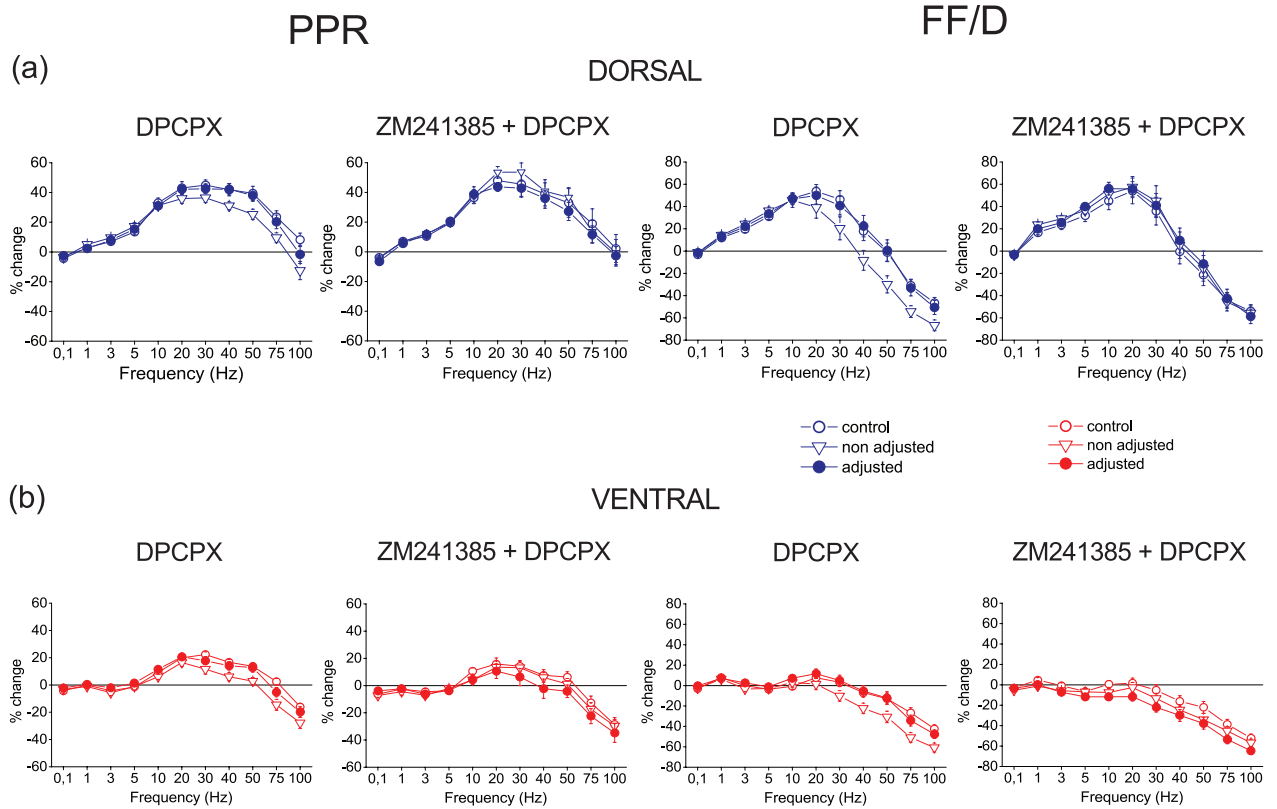 PPR
FF/D
(a)
DORSAL
DPCPX
ZM241385 + DPCPX
DPCPX
ZM241385 + DPCPX
% change
60
40
20
0
-20
-40
-60
0,1 1 3 5 10 20 30 40 50 75 100
Frequency (Hz)
% change
60
40
20
0
-20
-40
-60
0,1 1 3 5 10 20 30 40 50 75 100
Frequency (Hz)
% change
80
60
40
20
0
-20
-40
-60
-80
0,1 1 3 5 10 20 30 40 50 75 100
Frequency (Hz)
% change
80
60
40
20
0
-20
-40
-60
-80
0,1 1 3 5 10 20 30 40 50 75 100
Frequency (Hz)
control
non adjusted
adjusted
control
non adjusted
adjusted
(b)
VENTRAL
DPCPX
ZM241385 + DPCPX
DPCPX
ZM241385 + DPCPX
% change
60
40
20
0
-20
-40
-60
0,1 1 3 5 10 20 30 40 50 75 100
Frequency (Hz)
% change
60
40
20
0
-20
-40
-60
0,1 1 3 5 10 20 30 40 50 75 100
Frequency (Hz)
% change
80
60
40
20
0
-20
-40
-60
-80
0,1 1 3 5 10 20 30 40 50 75 100
Frequency (Hz)
% change
80
60
40
20
0
-20
-40
-60
-80
0,1 1 3 5 10 20 30 40 50 75 100
Frequency (Hz)